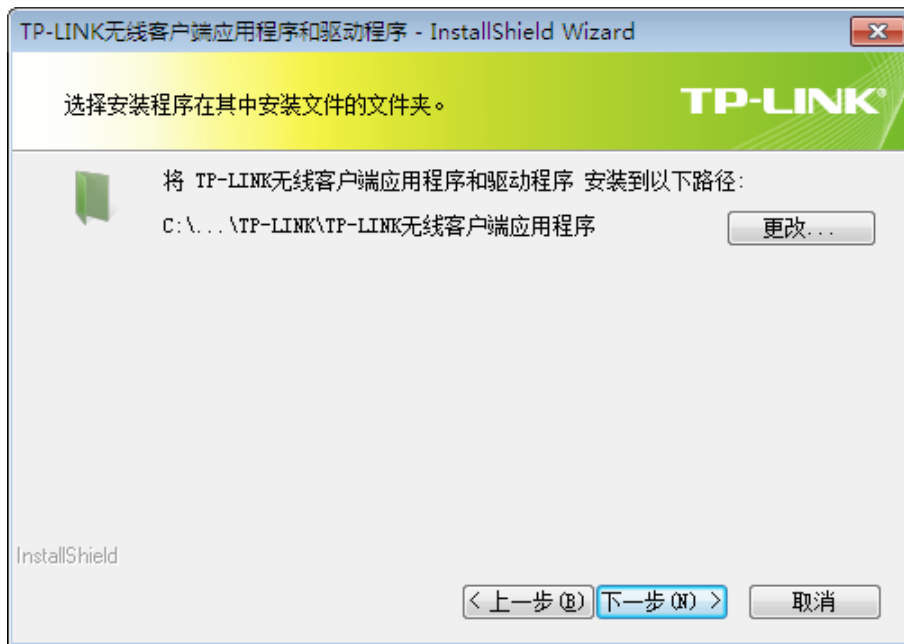 TP-LINK无线客户端应用程序和驱动程序 - InstallShield Wizard
选择安装程序在其中安装文件的文件夹。
TP-LINK®
将 TP-LINK无线客户端应用程序和驱动程序 安装到以下路径:
C:\...\TP-LINK\TP-LINK无线客户端应用程序
更改...
InstallShield
< 上一步(B) 下一步(N) > 取消